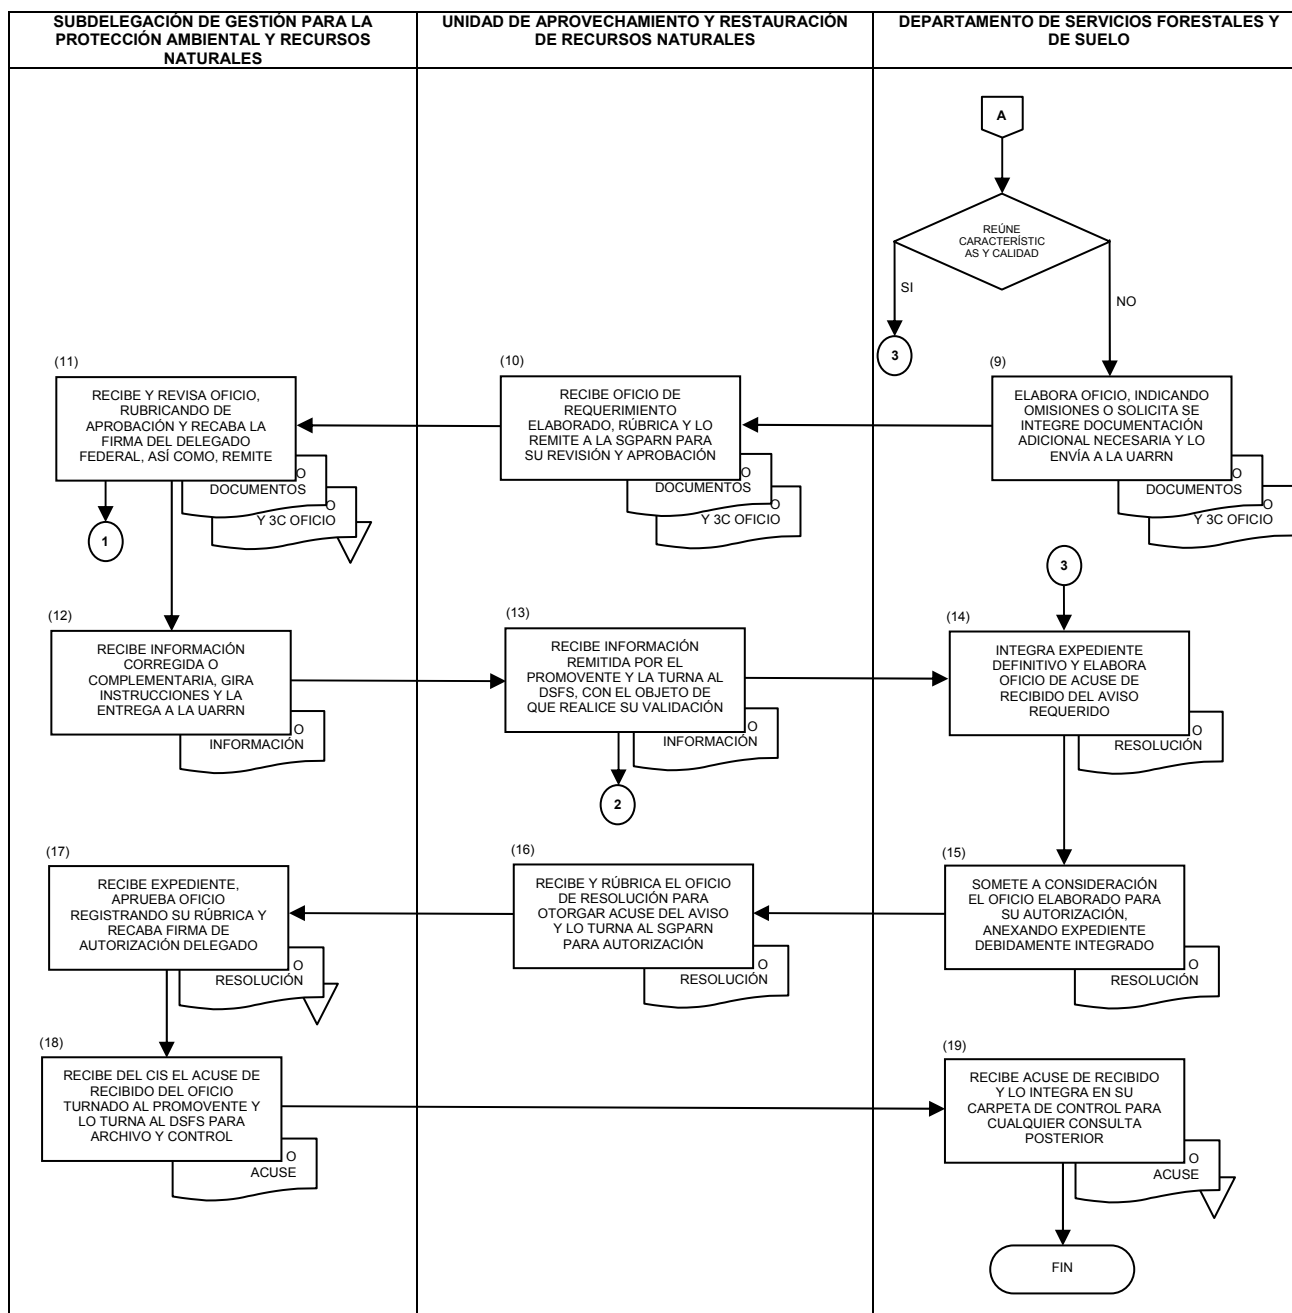 SUBDELEGACIÓN DE GESTIÓN PARA LA
PROTECCIÓN AMBIENTAL Y RECURSOS
NATURALES
UNIDAD DE APROVECHAMIENTO Y RESTAURACIÓN
DE RECURSOS NATURALES
DEPARTAMENTO DE SERVICIOS FORESTALES Y
DE SUELO
A
REÚNE
CARACTERÍSTIC
AS Y CALIDAD
SI
NO
3
(11)
RECIBE Y REVISA OFICIO,
RUBRICANDO DE
APROBACIÓN Y RECABA LA
FIRMA DEL DELEGADO
FEDERAL, ASÍ COMO, REMITE
O
DOCUMENTOS
O
Y 3C OFICIO
1
(10)
RECIBE OFICIO DE
REQUERIMIENTO
ELABORADO, RÚBRICA Y LO
REMITE A LA SGPARN PARA
SU REVISIÓN Y APROBACIÓN
O
DOCUMENTOS
O
Y 3C OFICIO
(9)
ELABORA OFICIO, INDICANDO
OMISIONES O SOLICITA SE
INTEGRE DOCUMENTACIÓN
ADICIONAL NECESARIA Y LO
ENVÍA A LA UARRN
O
DOCUMENTOS
O
Y 3C OFICIO
3
(12)
RECIBE INFORMACIÓN
CORREGIDA O
COMPLEMENTARIA, GIRA
INSTRUCCIONES Y LA
ENTREGA A LA UARRN
O
INFORMACIÓN
(13)
RECIBE INFORMACIÓN
REMITIDA POR EL
PROMOVENTE Y LA TURNA AL
DSFS, CON EL OBJETO DE
QUE REALICE SU VALIDACIÓN
O
INFORMACIÓN
2
(14)
INTEGRA EXPEDIENTE
DEFINITIVO Y ELABORA
OFICIO DE ACUSE DE
RECIBIDO DEL AVISO
REQUERIDO
O
RESOLUCIÓN
(17)
RECIBE EXPEDIENTE,
APRUEBA OFICIO
REGISTRANDO SU RÚBRICA Y
RECABA FIRMA DE
AUTORIZACIÓN DELEGADO
O
RESOLUCIÓN
(16)
RECIBE Y RÚBRICA EL OFICIO
DE RESOLUCIÓN PARA
OTORGAR ACUSE DEL AVISO
Y LO TURNA AL SGPARN
PARA AUTORIZACIÓN
O
RESOLUCIÓN
(15)
SOMETE A CONSIDERACIÓN
EL OFICIO ELABORADO PARA
SU AUTORIZACIÓN,
ANEXANDO EXPEDIENTE
DEBIDAMENTE INTEGRADO
O
RESOLUCIÓN
(18)
RECIBE DEL CIS EL ACUSE DE
RECIBIDO DEL OFICIO
TURNADO AL PROMOVENTE Y
LO TURNA AL DSFS PARA
ARCHIVO Y CONTROL
O
ACUSE
(19)
RECIBE ACUSE DE RECIBIDO
Y LO INTEGRA EN SU
CARPETA DE CONTROL PARA
CUALQUIER CONSULTA
POSTERIOR
O
ACUSE
FIN